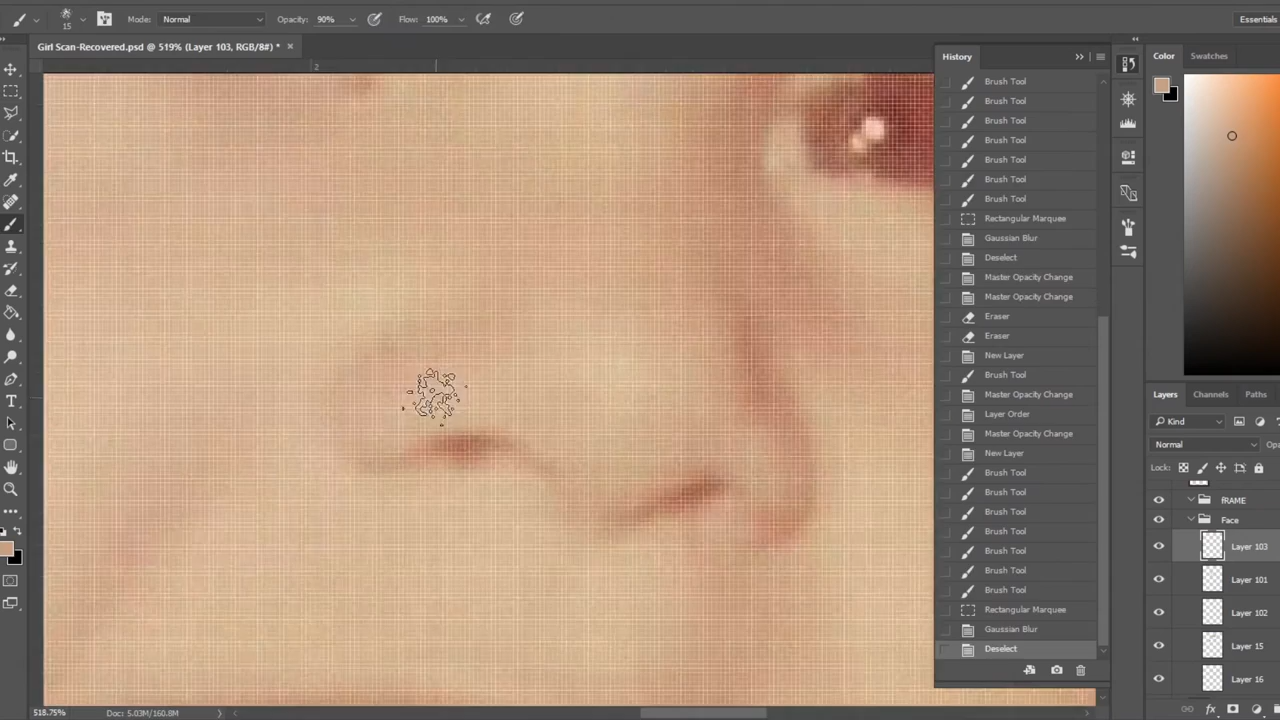 15
Mode: Normal
Opacity: 90%
Flow: 100%
Essentials
Girl Scan-Recovered.psd @ 519% (Layer 103, RGB/8#) *
2
History
Brush Tool
Brush Tool
Brush Tool
Brush Tool
Brush Tool
Brush Tool
Brush Tool
Rectangular Marquee
Gaussian Blur
Deselect
Master Opacity Change
Master Opacity Change
Eraser
Eraser
New Layer
Brush Tool
Master Opacity Change
Layer Order
Master Opacity Change
New Layer
Brush Tool
Brush Tool
Brush Tool
Brush Tool
Brush Tool
Brush Tool
Brush Tool
Rectangular Marquee
Gaussian Blur
Deselect
Color
Swatches
Layers
Channels
Paths
Kind
Normal
Opa
Lock:
fRAME
Face
Layer 103
Layer 101
Layer 102
Layer 15
Layer 16
518.75%
Doc: 5.03M/160.8M